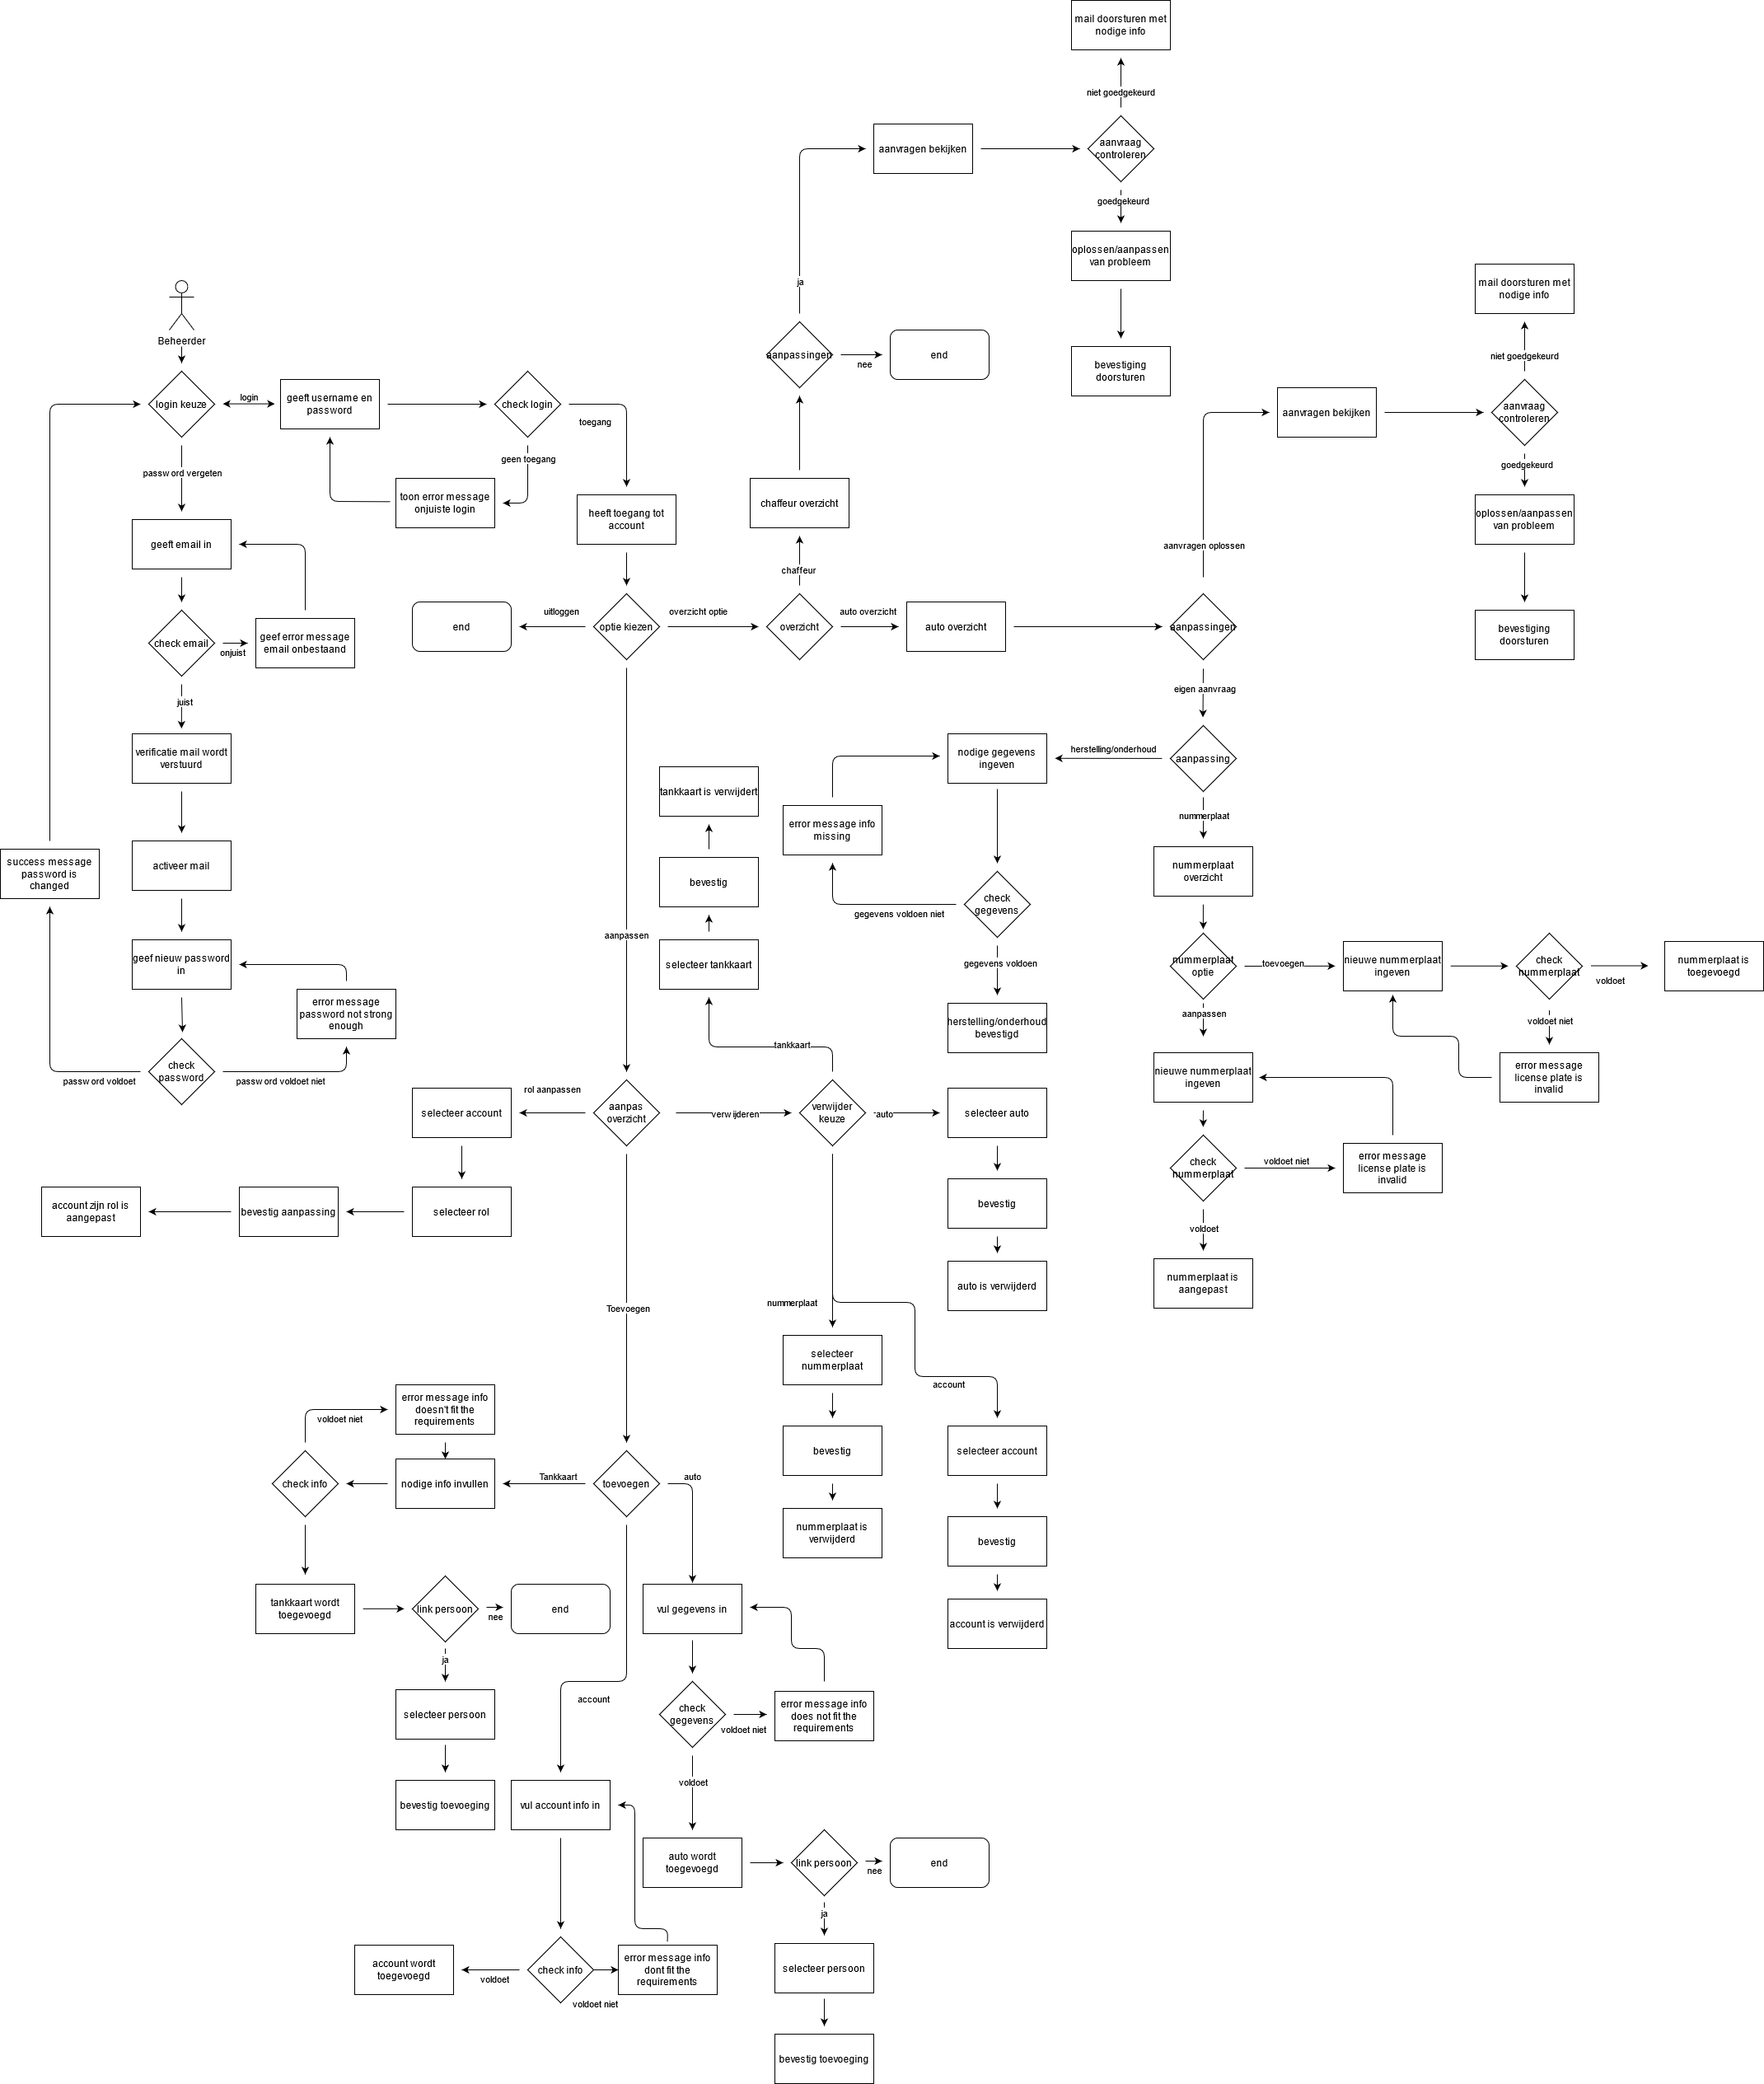 mail doorsturen met
nodige info
niet goedgekeurd
aanvragen bekijken
aanvraag
controleren
goedgekeurd
oplossen/aanpassen
van probleem
ja
mail doorsturen met
nodige info
Beheerder
aanpassingen
nee
end
bevestiging
doorsturen
niet goedgekeurd
login keuze
login
geeft username en
password
check login
toegang
aanvragen bekijken
aanvraag
controleren
geen toegang
goedgekeurd
password vergeten
toon error message
onjuiste login
heeft toegang tot
account
chaffeur overzicht
oplossen/aanpassen
van probleem
geeft email in
aanvragen oplossen
chaffeur
uitloggen
overzicht optie
auto overzicht
end
optie kiezen
overzicht
auto overzicht
aanpassingen
bevestiging
doorsturen
check email
onjuist
geef error message
email onbestaand
juist
eigen aanvraag
verificatie mail wordt
verstuurd
nodige gegevens
ingeven
herstelling/onderhoud
aanpassing
tankkaart is verwijdert
error message info
missing
nummerplaat
success message
password is
changed
activeer mail
bevestig
nummerplaat
overzicht
check
gegevens
gegevens voldoen niet
aanpassen
geef nieuw password
in
selecteer tankkaart
gegevens voldoen
nummerplaat
optie
toevoegen
nieuwe nummerplaat
ingeven
check
nummerplaat
voldoet
nummerplaat is
toegevoegd
error message
password not strong
enough
herstelling/onderhoud
bevestigd
aanpassen
voldoet niet
tankkaart
check
password
password voldoet
password voldoet niet
nieuwe nummerplaat
ingeven
error message
license plate is
invalid
rol aanpassen
selecteer account
aanpas
overzicht
verwijderen
verwijder
keuze
auto
selecteer auto
check
nummerplaat
voldoet niet
error message
license plate is
invalid
account zijn rol is
aangepast
bevestig aanpassing
selecteer rol
bevestig
voldoet
auto is verwijderd
nummerplaat is
aangepast
Toevoegen
nummerplaat
selecteer
nummerplaat
account
error message info
doesn't fit the
requirements
voldoet niet
bevestig
selecteer account
check info
nodige info invullen
Tankkaart
toevoegen
auto
nummerplaat is
verwijderd
bevestig
tankkaart wordt
toegevoegd
link persoon
nee
end
vul gegevens in
account is verwijderd
ja
selecteer persoon
account
check
gegevens
voldoet niet
error message info
does not fit the
requirements
voldoet
bevestig toevoeging
vul account info in
auto wordt
toegevoegd
link persoon
nee
end
ja
account wordt
toegevoegd
voldoet
check info
voldoet niet
error message info
dont fit the
requirements
selecteer persoon
bevestig toevoeging